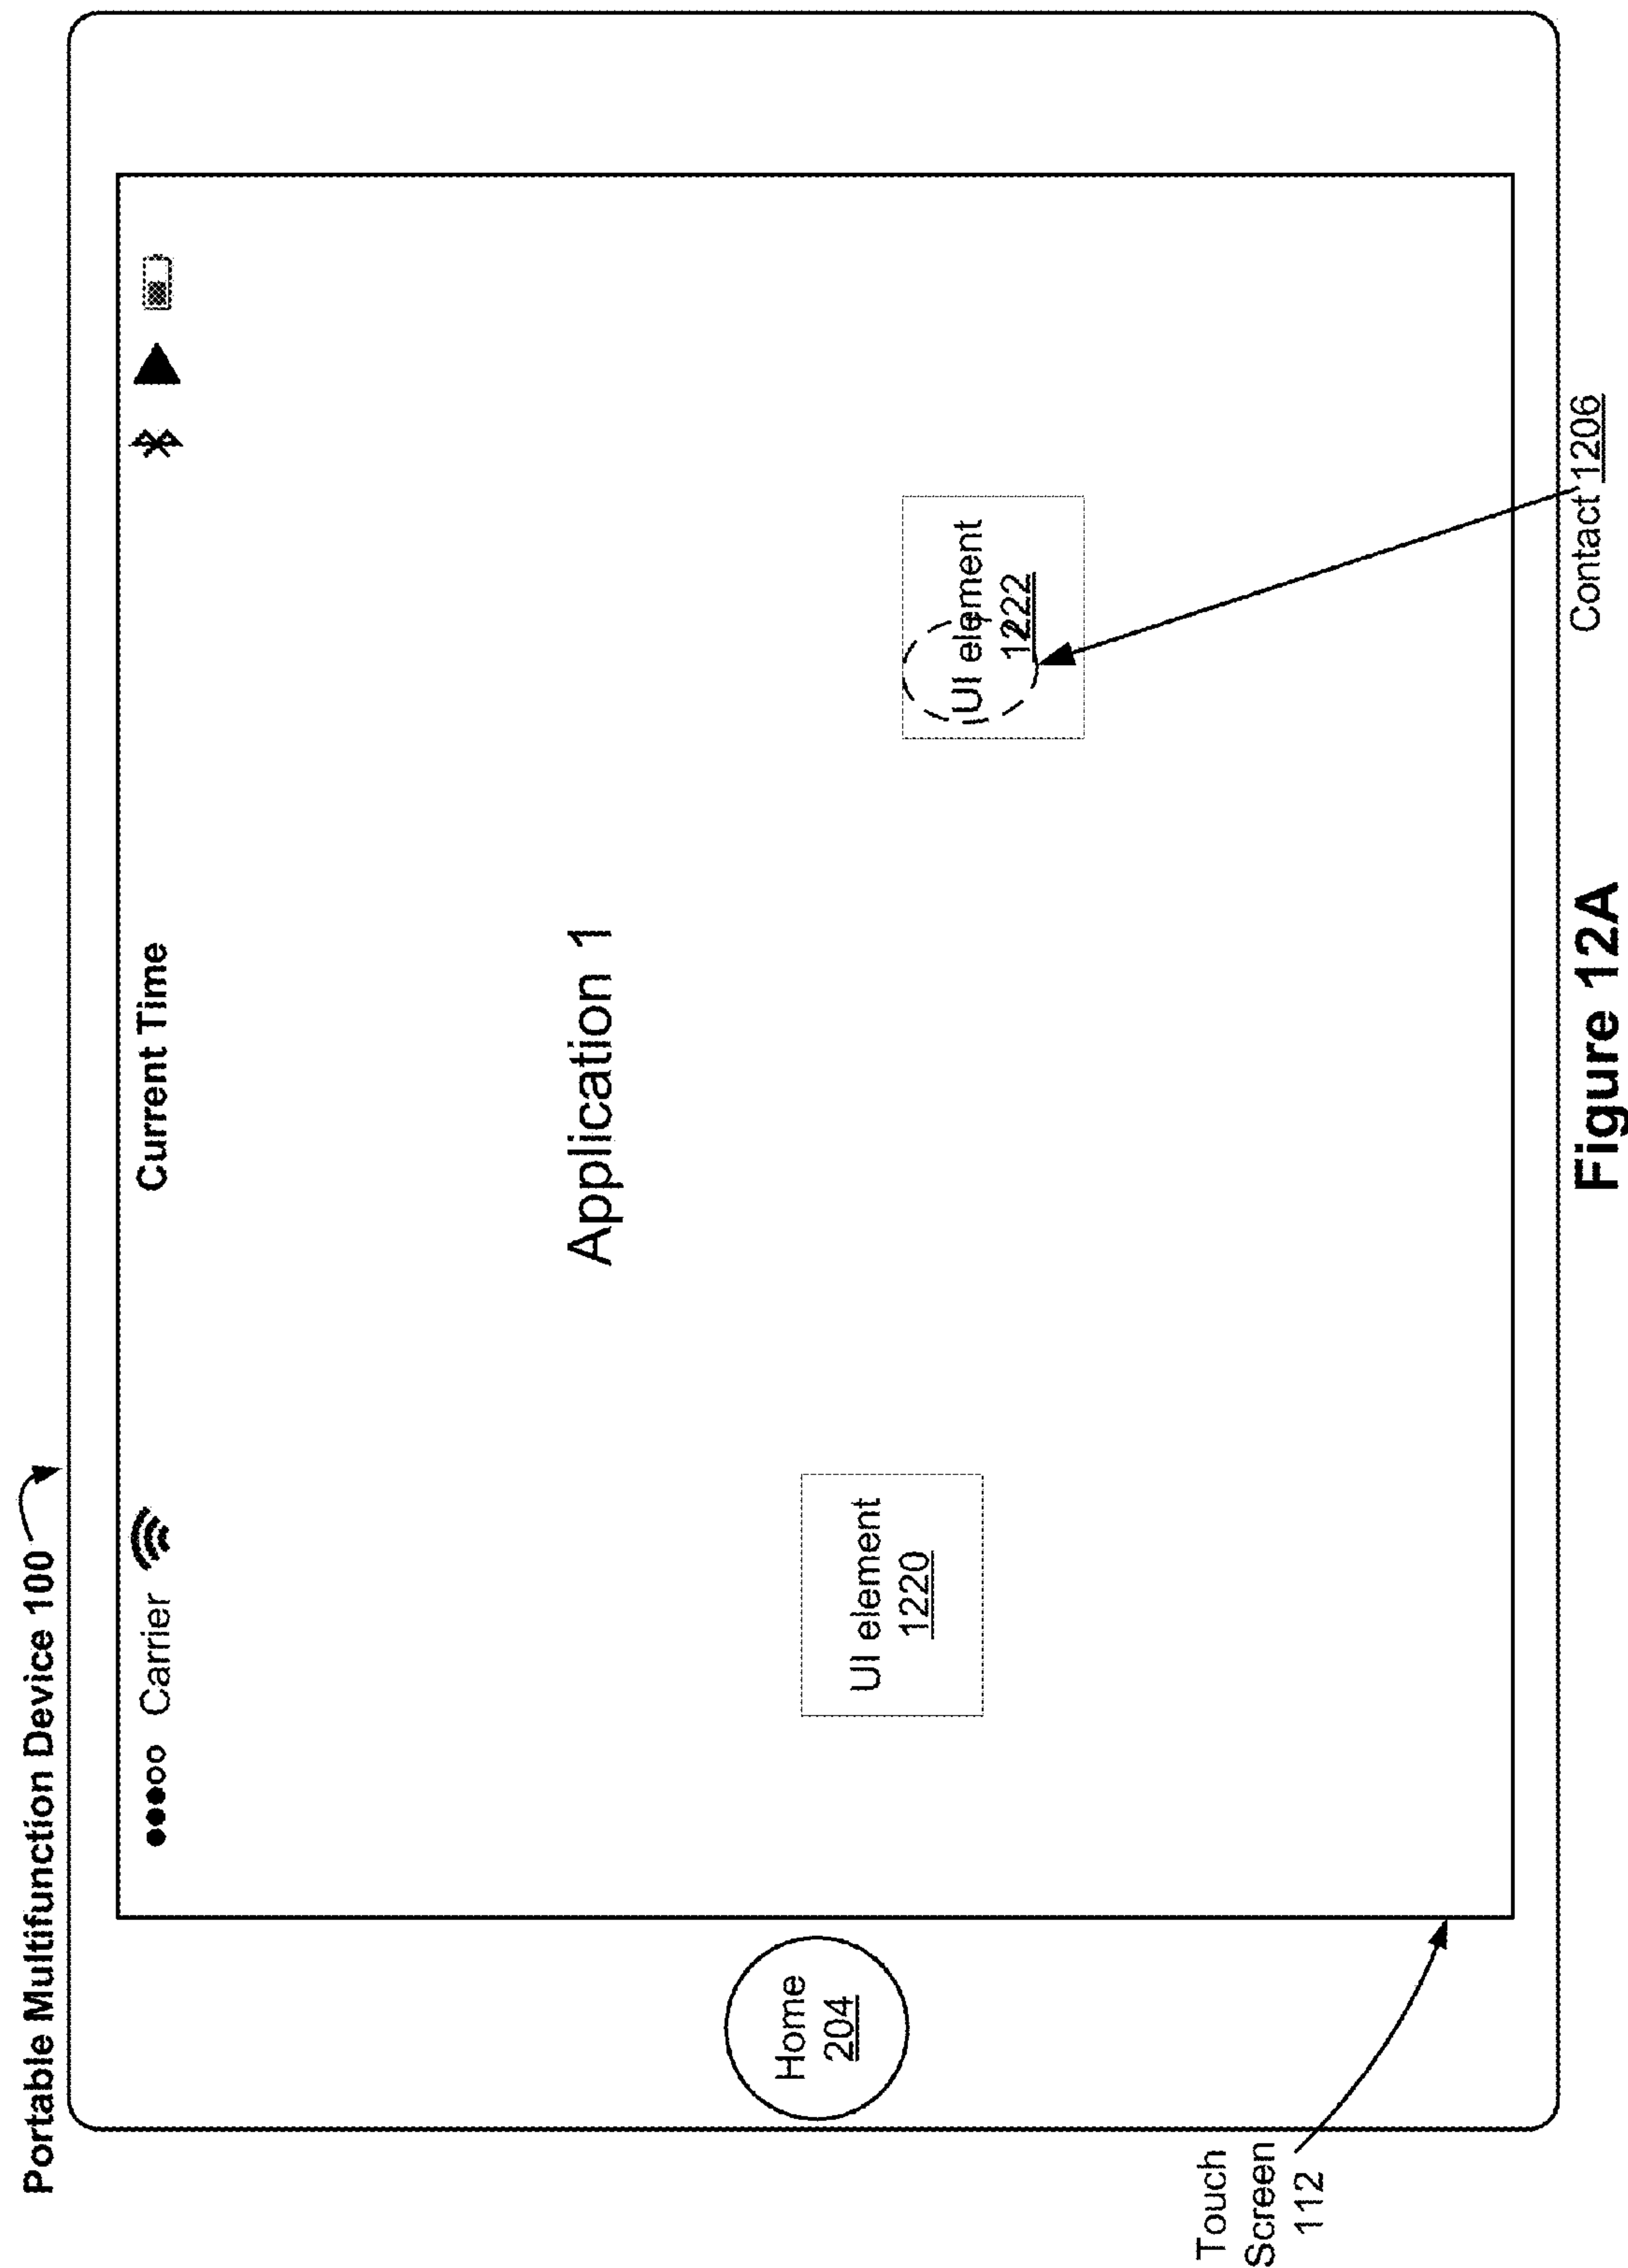 Portable Multifunction Device 100
Carrier
Current Time
Application 1
UI element
1220
UI element
1222
Home
204
Touch
Screen
112
Contact 1206
Figure 12A